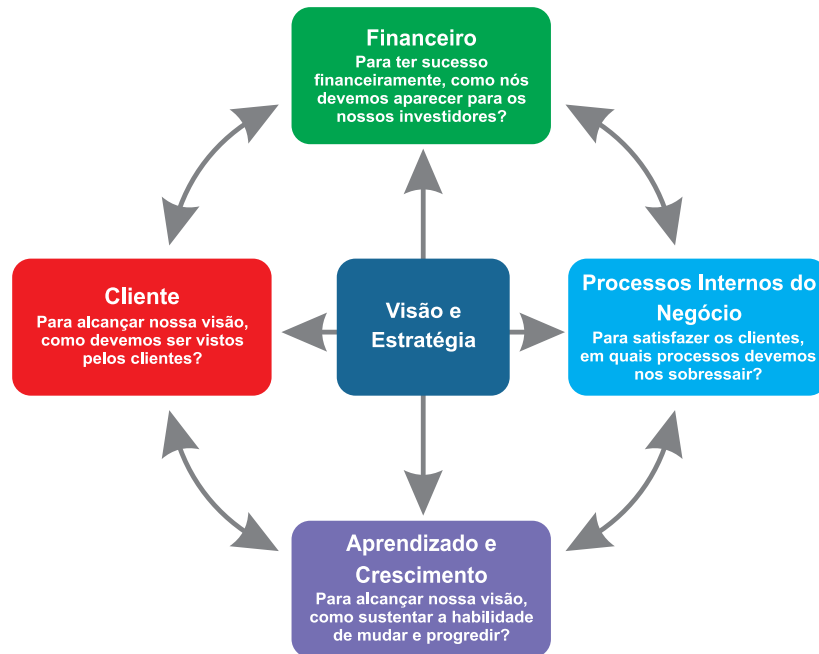 Financeiro
Para ter sucesso
financeiramente, como nós
devemos aparecer para os
nossos investidores?
Cliente
Para alcançar nossa visão,
como devemos ser vistos
pelos clientes?
Visão e
Estratégia
Processos Internos do
Negócio
Para satisfazer os clientes,
em quais processos devemos
nos sobressair?
Aprendizado e
Crescimento
Para alcançar nossa visão,
como sustentar a habilidade
de mudar e progredir?